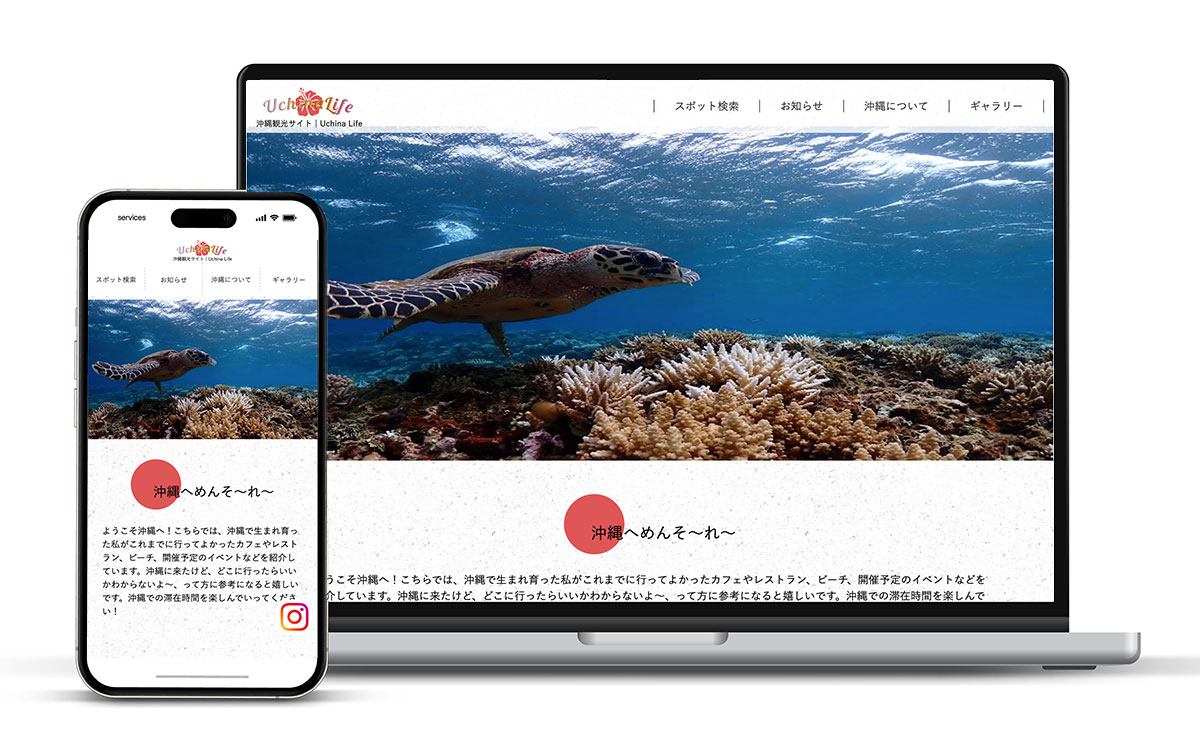 Uchina Life
沖縄観光サイト | Uchina Life
スポット検索
お知らせ
沖縄について
ギャラリー
沖縄へめんそ〜れ〜
うこそ沖縄へ！こちらでは、沖縄で生まれ育った私がこれまでに行ってよかったカフェやレストラン、ビーチ、開催予定のイベントなどを
介しています。沖縄に来たけど、どこに行ったらいいかわからないよ〜、って方に参考になると嬉しいです。沖縄での滞在時間を楽しんで
services
Uchina Life
沖縄観光サイト | Uchina Life
スポット検索
お知らせ
沖縄について
ギャラリー
沖縄へめんそ〜れ〜
ようこそ沖縄へ！こちらでは、沖縄で生まれ育っ
た私がこれまでに行ってよかったカフェやレスト
ラン、ビーチ、開催予定のイベントなどを紹介し
ています。沖縄に来たけど、どこに行ったらいい
かわからないよ〜、って方に参考になると嬉しい
です。沖縄での滞在時間を楽しんでいってくださ
い！